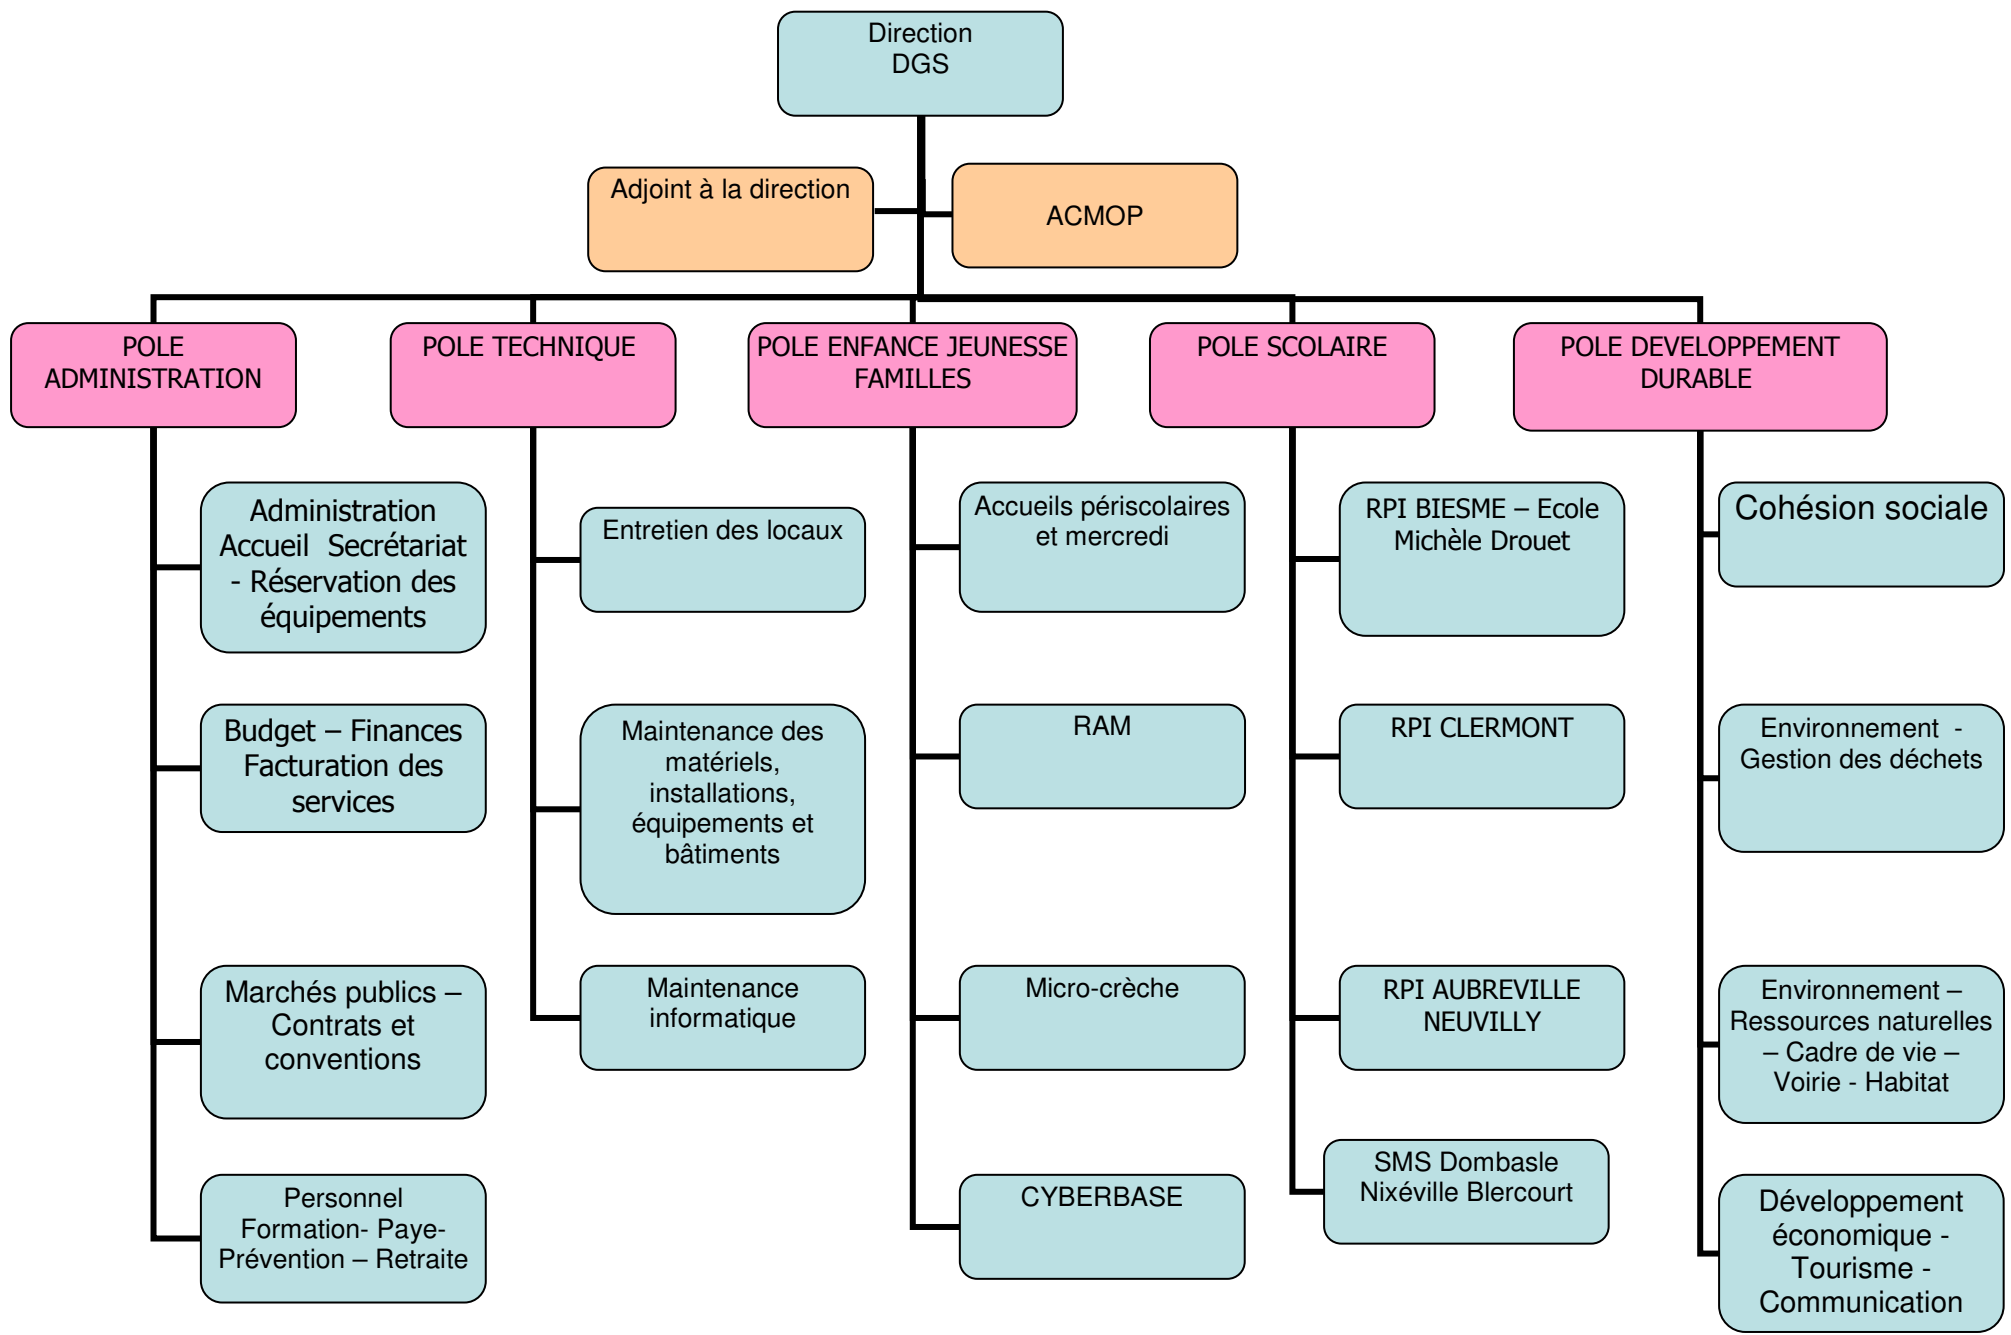 Direction
DGS
Adjoint à la direction
ACMOP
POLE
ADMINISTRATION
POLE TECHNIQUE
POLE ENFANCE JEUNESSE
FAMILLES
POLE SCOLAIRE
POLE DEVELOPPEMENT
DURABLE
Administration
Accueil  Secrétariat
- Réservation des
équipements
Budget – Finances
Facturation des
services
Marchés publics –
Contrats et
conventions
Personnel
Formation- Paye-
Prévention – Retraite
Entretien des locaux
Maintenance des
matériels,
installations,
équipements et
bâtiments
Maintenance
informatique
Accueils périscolaires
et mercredi
RAM
Micro-crèche
CYBERBASE
RPI BIESME – Ecole
Michèle Drouet
RPI CLERMONT
RPI AUBREVILLE
NEUVILLY
SMS Dombasle
Nixéville Blercourt
Cohésion sociale
Environnement  -
Gestion des déchets
Environnement –
Ressources naturelles
– Cadre de vie –
Voirie - Habitat
Développement
économique -
Tourisme -
Communication